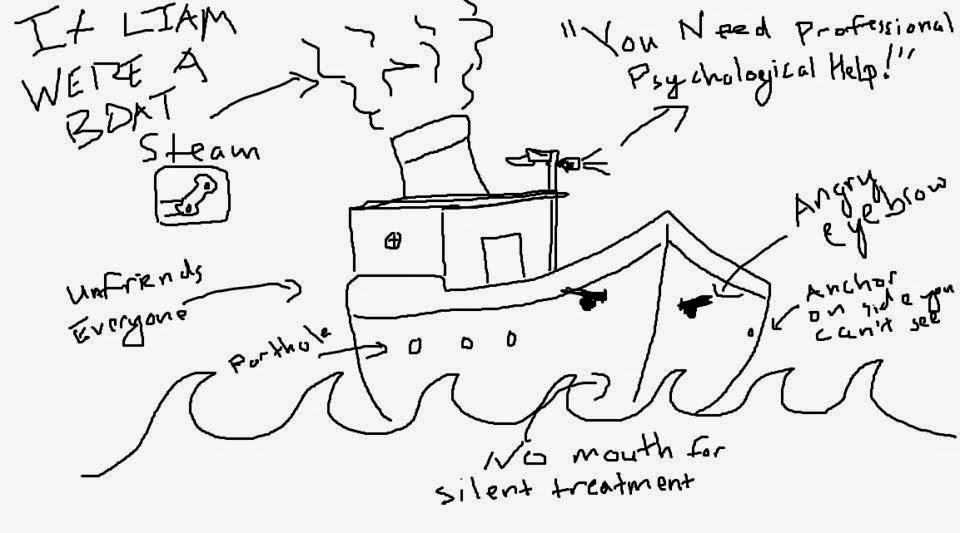 If LIAM
WERE A
BOAT
Steam
"You Need Professional
Psychological Help!"
Angry
eyebrow
Unfriends
Everyone
Porthole
Anchor
on side you
can't see
No mouth for
silent treatment